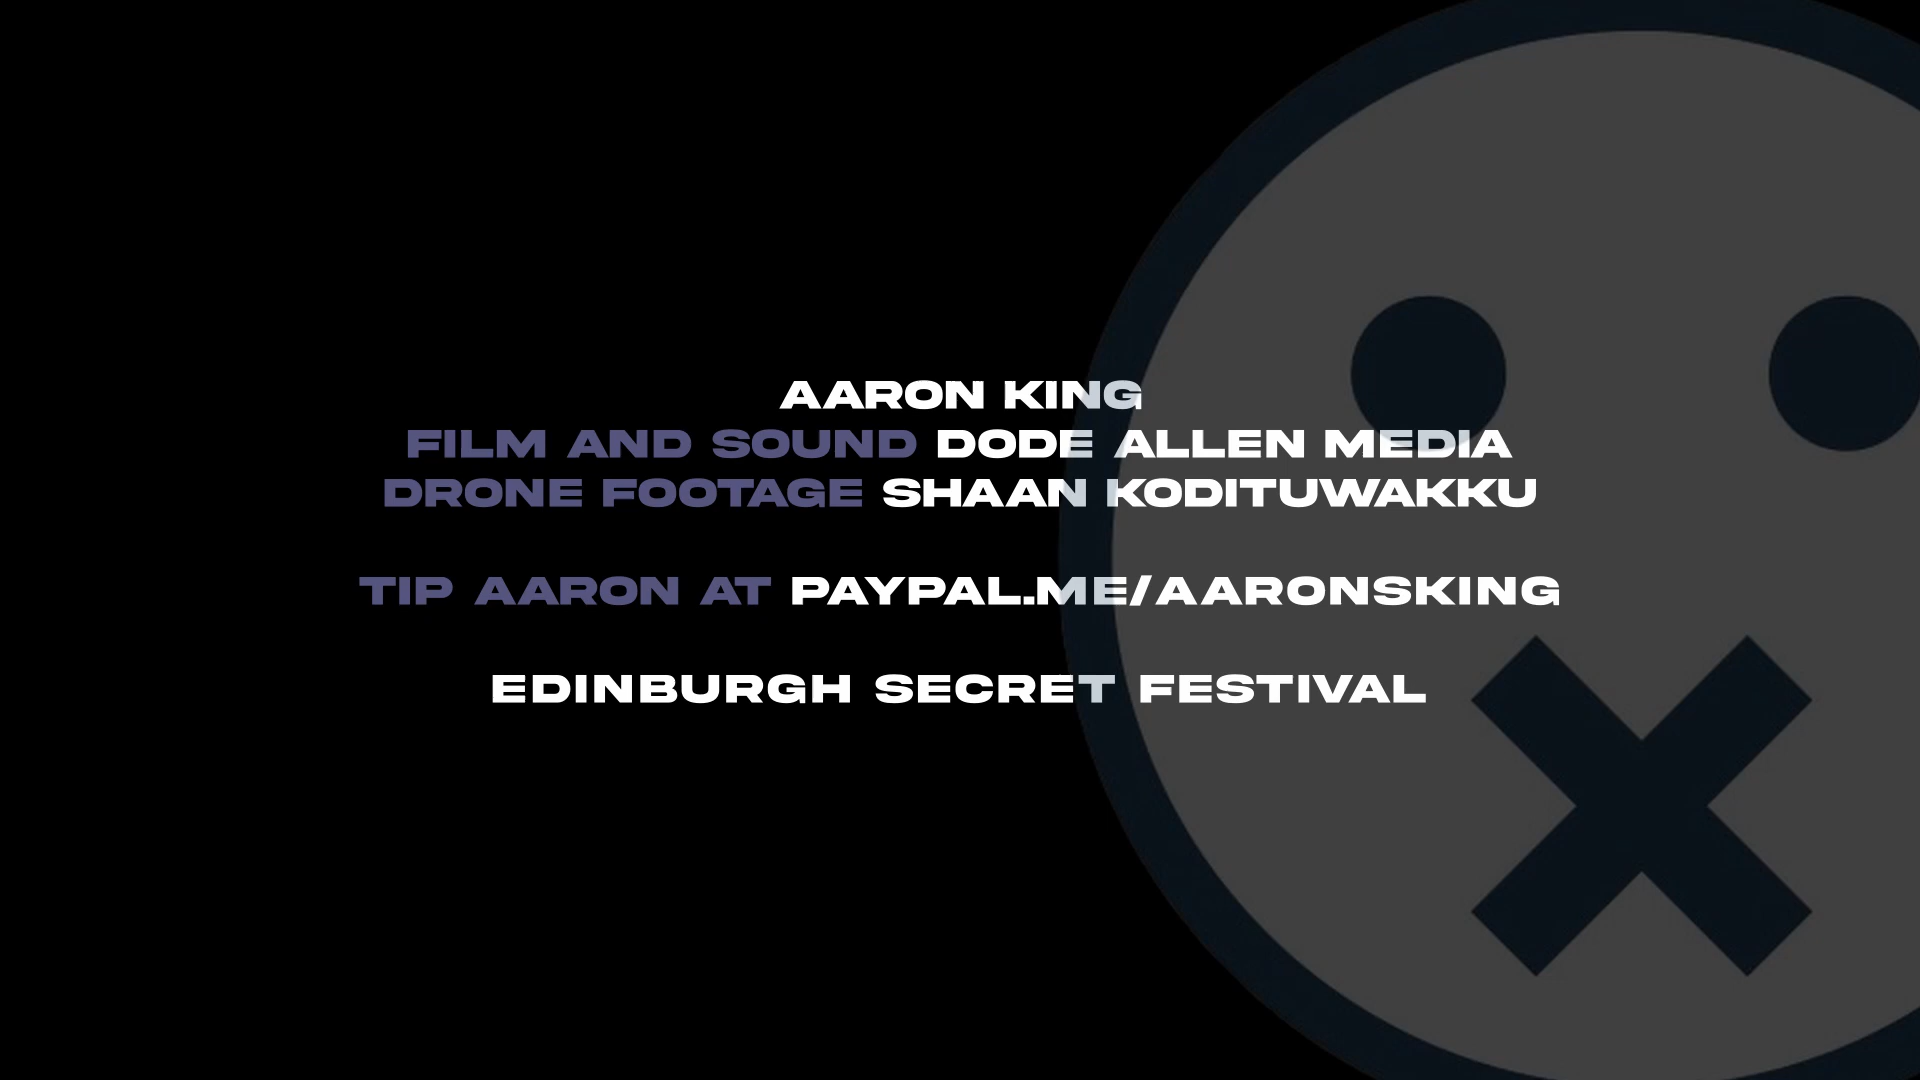 AARON KING
FILM AND SOUND DODE ALLEN MEDIA
DRONE FOOTAGE SHAAN KODITUWAKKU
TIP AARON AT PAYPAL.ME/AARONSKING
EDINBURGH SECRET FESTIVAL